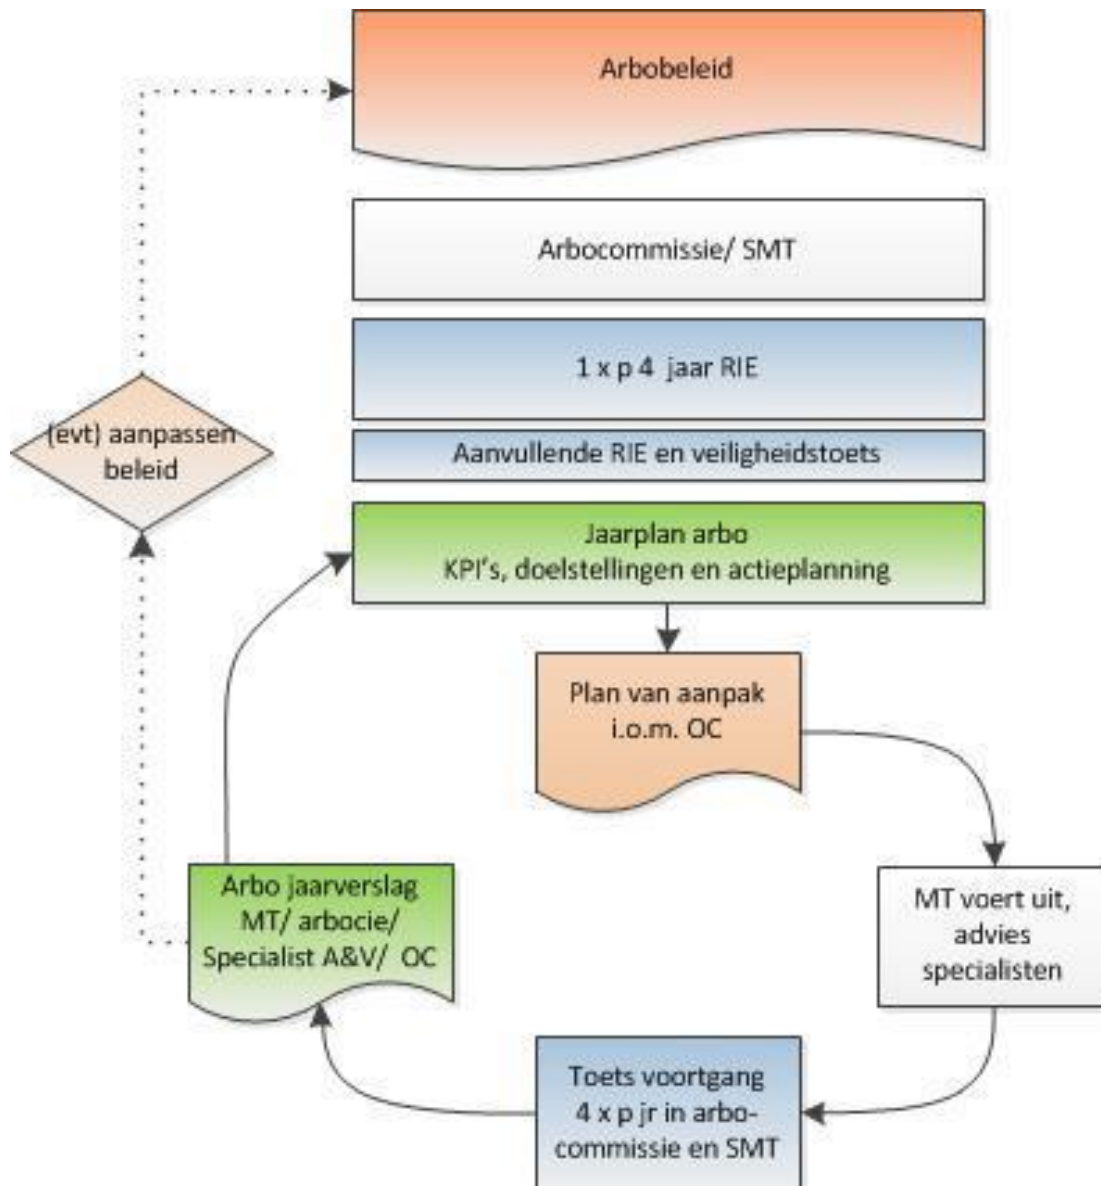 Arbobeleid
Arbocommissie/ SMT
1 x p 4  jaar RIE
(evt) aanpassen
beleid
Aanvullende RIE en veiligheidstoets
Jaarplan arbo
KPI's, doelstellingen en actieplanning
Plan van aanpak
i.o.m. OC
MT voert uit,
advies
specialisten
Arbo jaarverslag
MT/ arbocie/
Specialist A&V/  OC
Toets voortgang
4 x p jr in arbo-
commissie en SMT